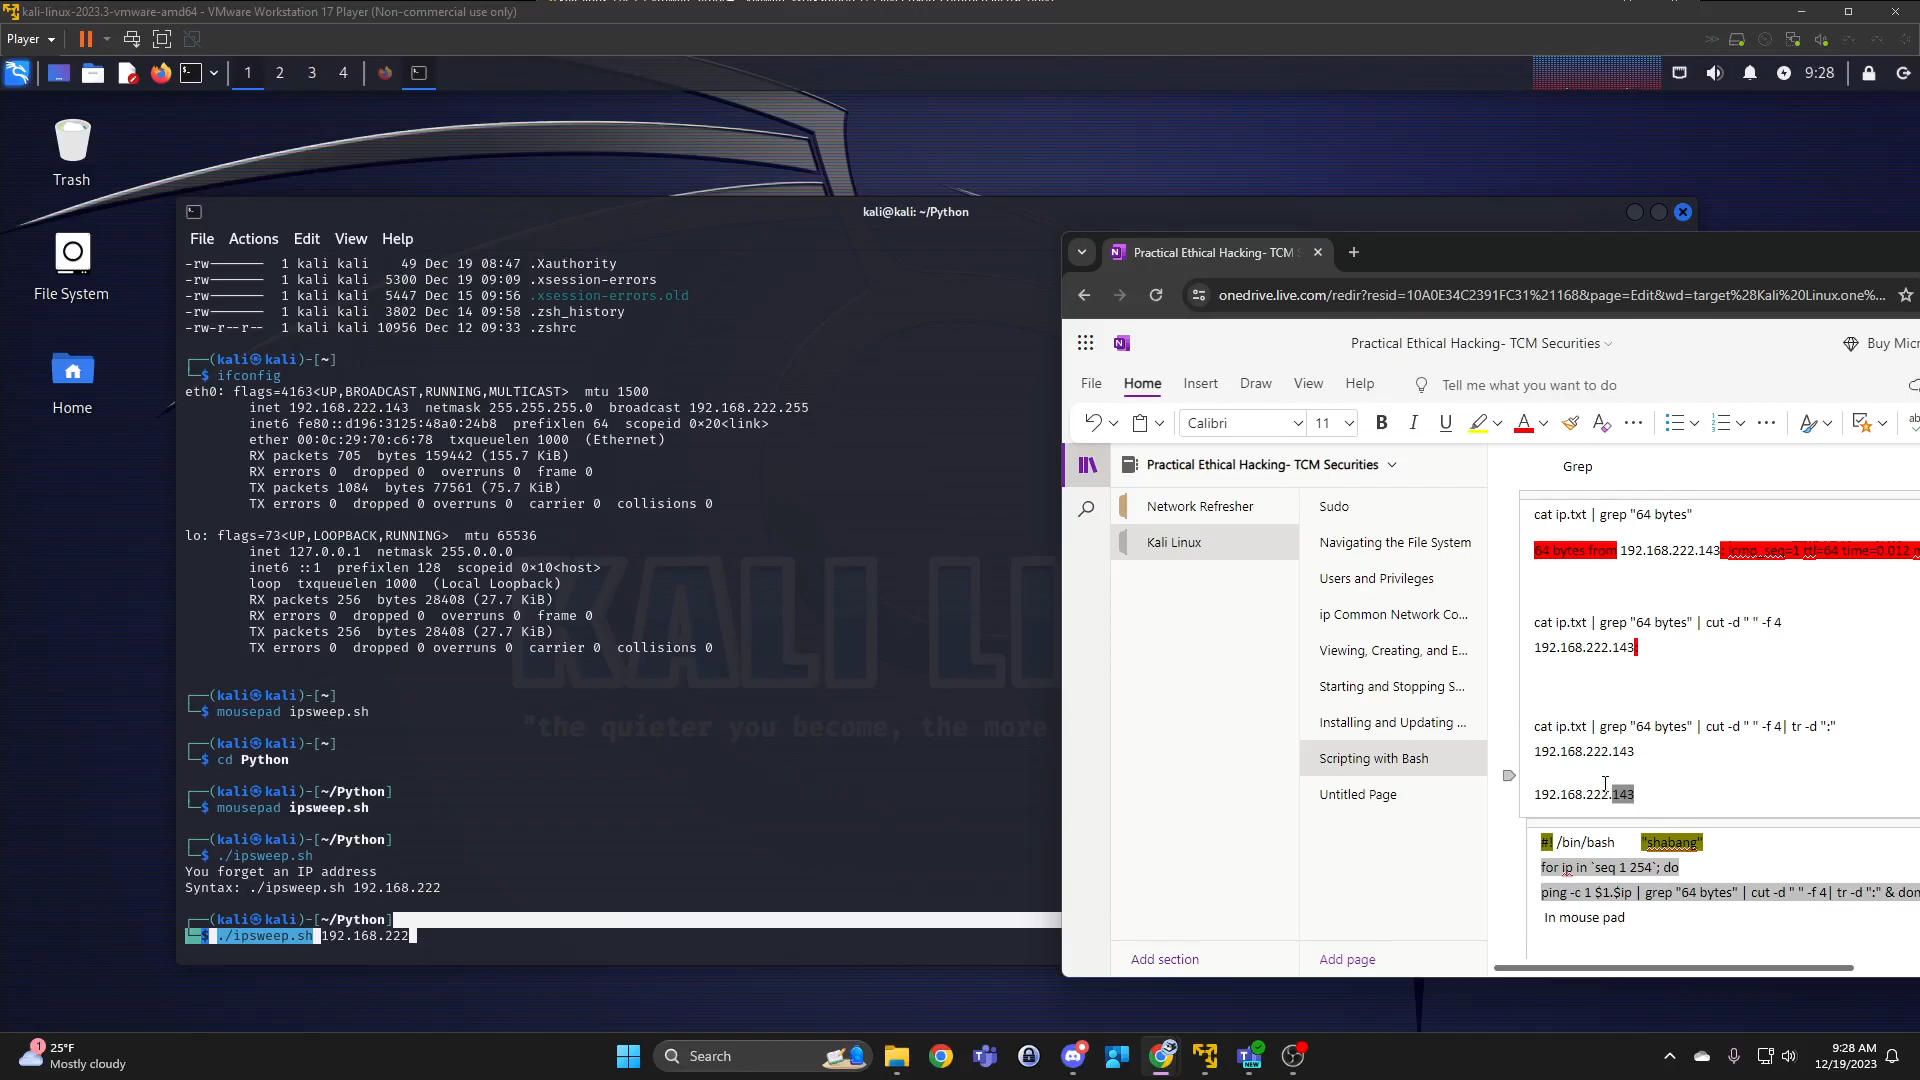 kali-linux-2023.3-vmware-amd64 - VMware Workstation 17 Player (Non-commercial use only)
Player
1 2 3 4
9:28
Trash
File System
Home
kali@kali: ~/Python
File Actions Edit View Help
-rw------- 1 kali kali 49 Dec 19 08:47 .Xauthority
-rw------- 1 kali kali 5300 Dec 19 09:09 .xsession-errors
-rw------- 1 kali kali 5447 Dec 15 09:56 .xsession-errors.old
-rw------- 1 kali kali 3802 Dec 14 09:58 .zsh_history
-rw-r--r-- 1 kali kali 10956 Dec 12 09:33 .zshrc
┌──(kali㉿kali)-[~]
└─$ ifconfig
eth0: flags=4163<UP,BROADCAST,RUNNING,MULTICAST> mtu 1500
inet 192.168.222.143 netmask 255.255.255.0 broadcast 192.168.222.255
inet6 fe80::d196:3125:48a0:24b8 prefixlen 64 scopeid 0×20<link>
ether 00:0c:29:70:c6:78 txqueuelen 1000 (Ethernet)
RX packets 705 bytes 159442 (155.7 KiB)
RX errors 0 dropped 0 overruns 0 frame 0
TX packets 1084 bytes 77561 (75.7 KiB)
TX errors 0 dropped 0 overruns 0 carrier 0 collisions 0
lo: flags=73<UP,LOOPBACK,RUNNING> mtu 65536
inet 127.0.0.1 netmask 255.0.0.0
inet6 ::1 prefixlen 128 scopeid 0×10<host>
loop txqueuelen 1000 (Local Loopback)
RX packets 256 bytes 28408 (27.7 KiB)
RX errors 0 dropped 0 overruns 0 frame 0
TX packets 256 bytes 28408 (27.7 KiB)
TX errors 0 dropped 0 overruns 0 carrier 0 collisions 0
┌──(kali㉿kali)-[~]
└─$ mousepad ipsweep.sh
┌──(kali㉿kali)-[~]
└─$ cd Python
┌──(kali㉿kali)-[~/Python]
└─$ mousepad ipsweep.sh
┌──(kali㉿kali)-[~/Python]
└─$ ./ipsweep.sh
You forget an IP address
Syntax: ./ipsweep.sh 192.168.222
┌──(kali㉿kali)-[~/Python]
└─$ ./ipsweep.sh 192.168.222
KALI LI
"the quieter you become, the more
Practical Ethical Hacking- TCM S
onedrive.live.com/redir?resid=10A0E34C2391FC31%21168&page=Edit&wd=target%28Kali%20Linux.one%...
Practical Ethical Hacking- TCM Securities
Buy Micr
File Home Insert Draw View Help
Tell me what you want to do
Calibri 11 B I U
Practical Ethical Hacking- TCM Securities
Network Refresher
Kali Linux
Add section
Sudo
Navigating the File System
Users and Privileges
ip Common Network Co...
Viewing, Creating, and E...
Starting and Stopping S...
Installing and Updating ...
Scripting with Bash
Untitled Page
Add page
Grep
cat ip.txt | grep "64 bytes"
64 bytes from 192.168.222.143: icmp_seq=1 ttl=64 time=0.012 m
cat ip.txt | grep "64 bytes" | cut -d " " -f 4
192.168.222.143:
cat ip.txt | grep "64 bytes" | cut -d " " -f 4| tr -d ":"
192.168.222.143
192.168.222.143
#! /bin/bash "shabang"
for ip in `seq 1 254`; do
ping -c 1 $1.$ip | grep "64 bytes" | cut -d " " -f 4| tr -d ":" & don
In mouse pad
1
25°F
Mostly cloudy
Search
NEW
9:28 AM
12/19/2023